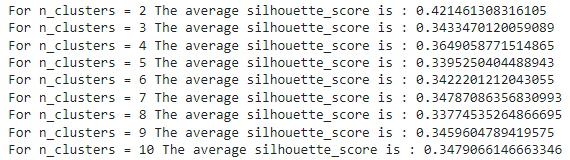 For n_clusters = 2 The average silhouette_score is : 0.421461308316105
For n_clusters = 3 The average silhouette_score is : 0.3433470120059089
For n_clusters = 4 The average silhouette_score is : 0.3649058771514865
For n_clusters = 5 The average silhouette_score is : 0.3395250404488943
For n_clusters = 6 The average silhouette_score is : 0.3422201212043055
For n_clusters = 7 The average silhouette_score is : 0.34787086356830993
For n_clusters = 8 The average silhouette_score is : 0.33774535264866695
For n_clusters = 9 The average silhouette_score is : 0.3459604789419575
For n_clusters = 10 The average silhouette_score is : 0.3479066146663346